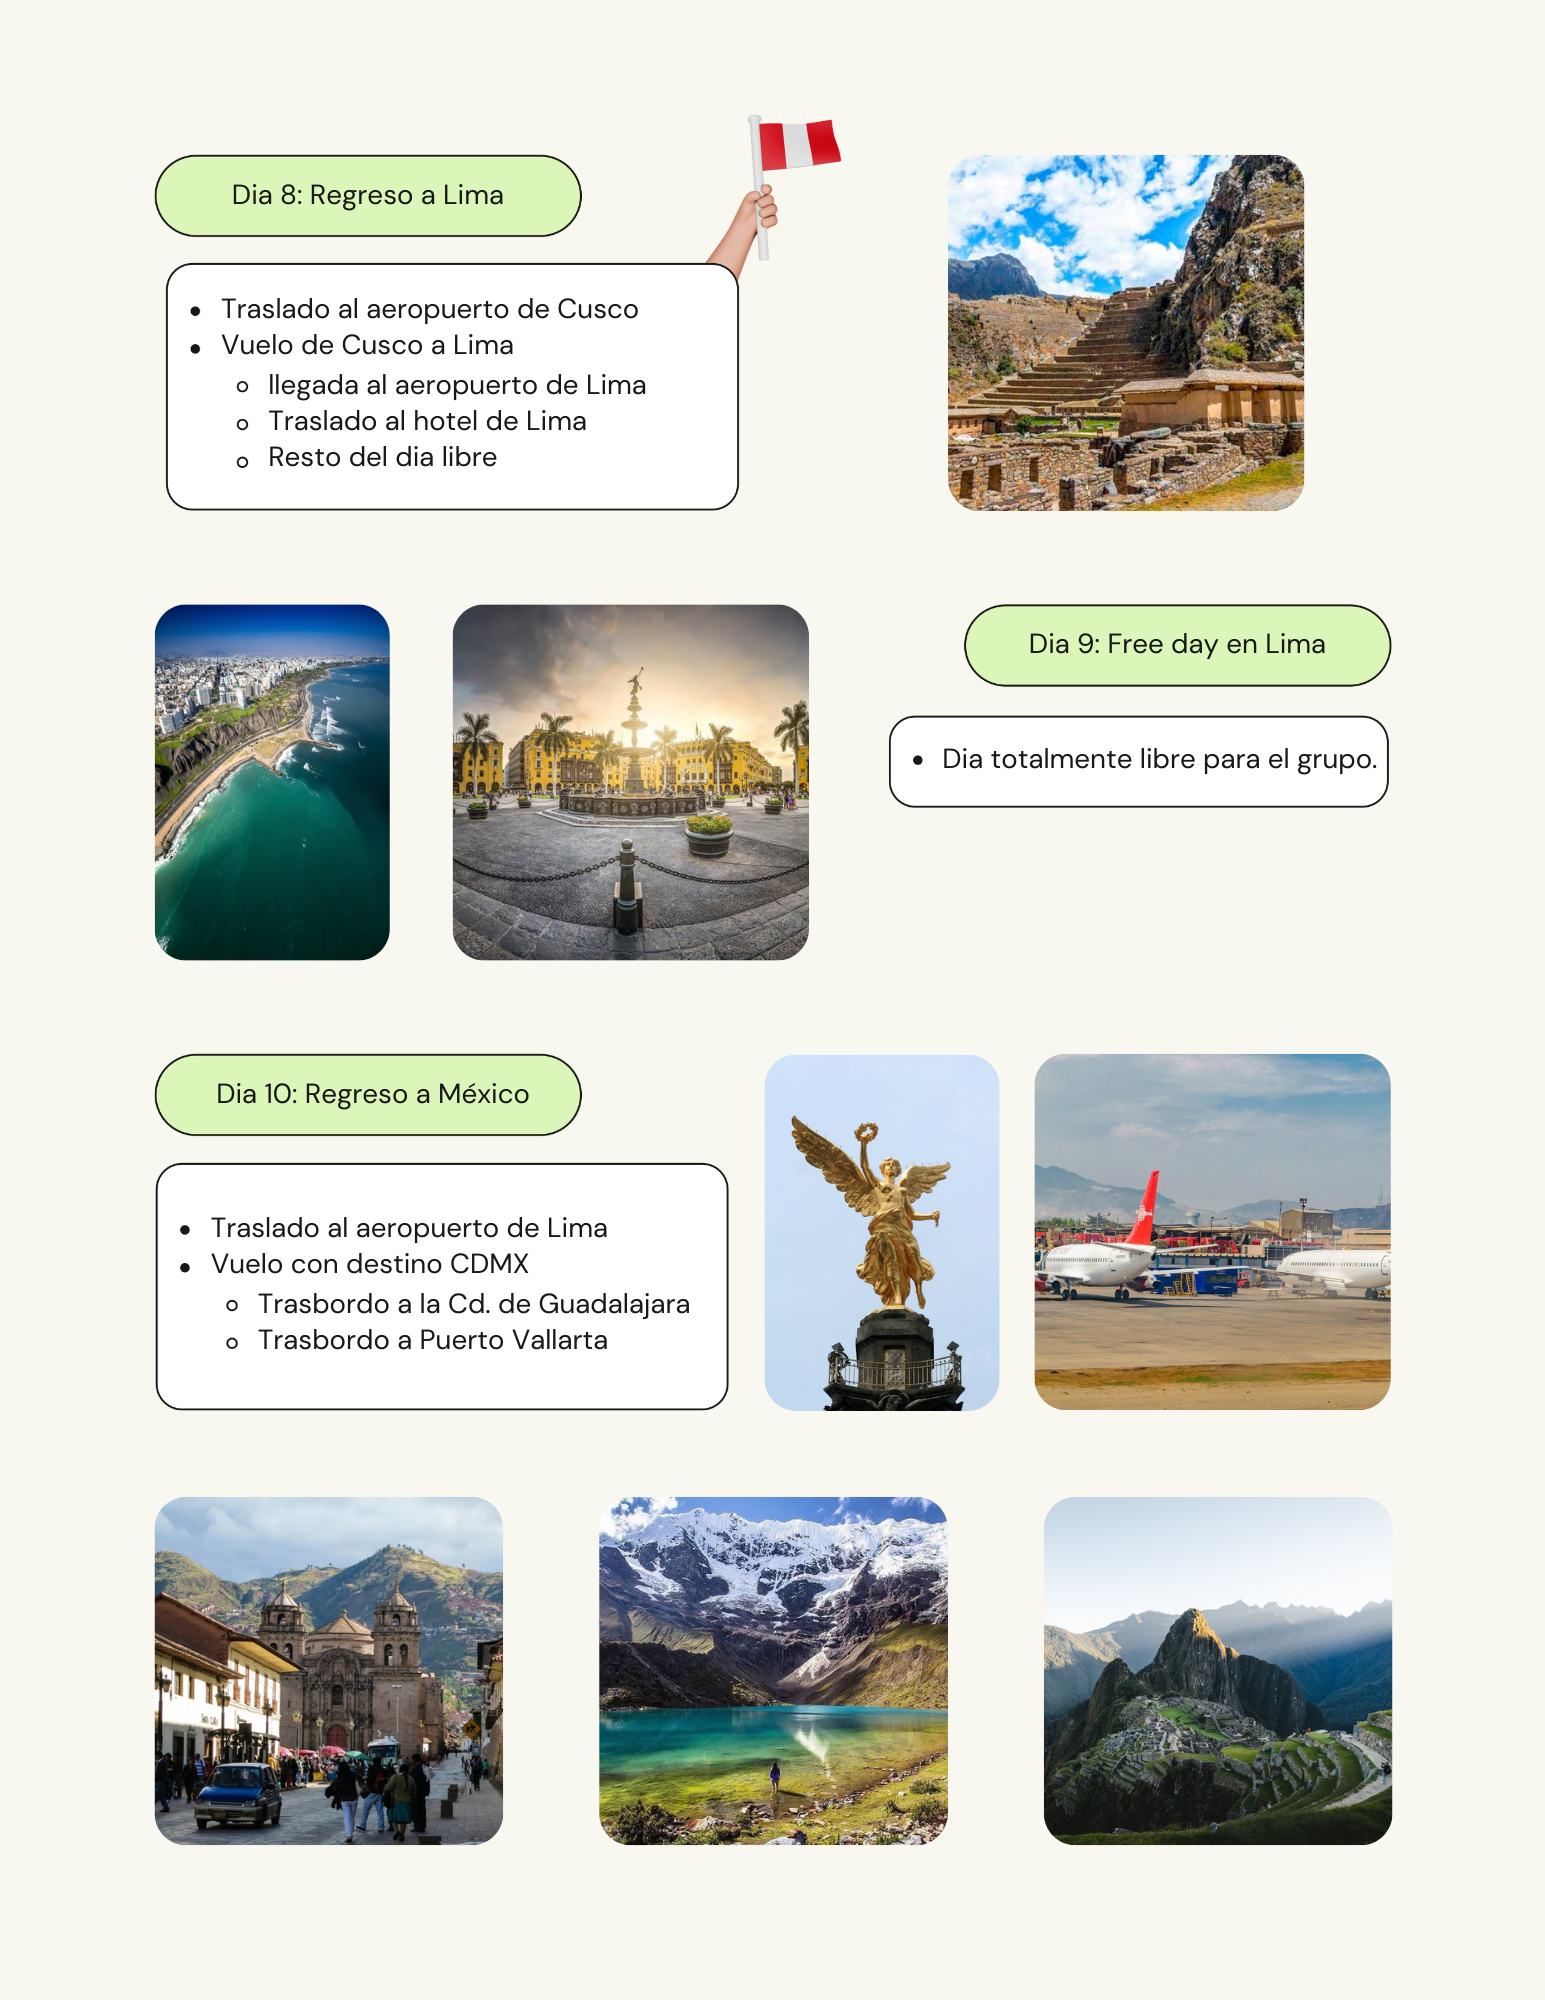 Dia 8: Regreso a Lima
Traslado al aeropuerto de Cusco
Vuelo de Cusco a Lima
llegada al aeropuerto de Lima
Traslado al hotel de Lima
Resto del dia libre
Dia 9: Free day en Lima
Dia totalmente libre para el grupo.
Dia 10: Regreso a México
Traslado al aeropuerto de Lima
Vuelo con destino CDMX
Trasbordo a la Cd. de Guadalajara
Trasbordo a Puerto Vallarta